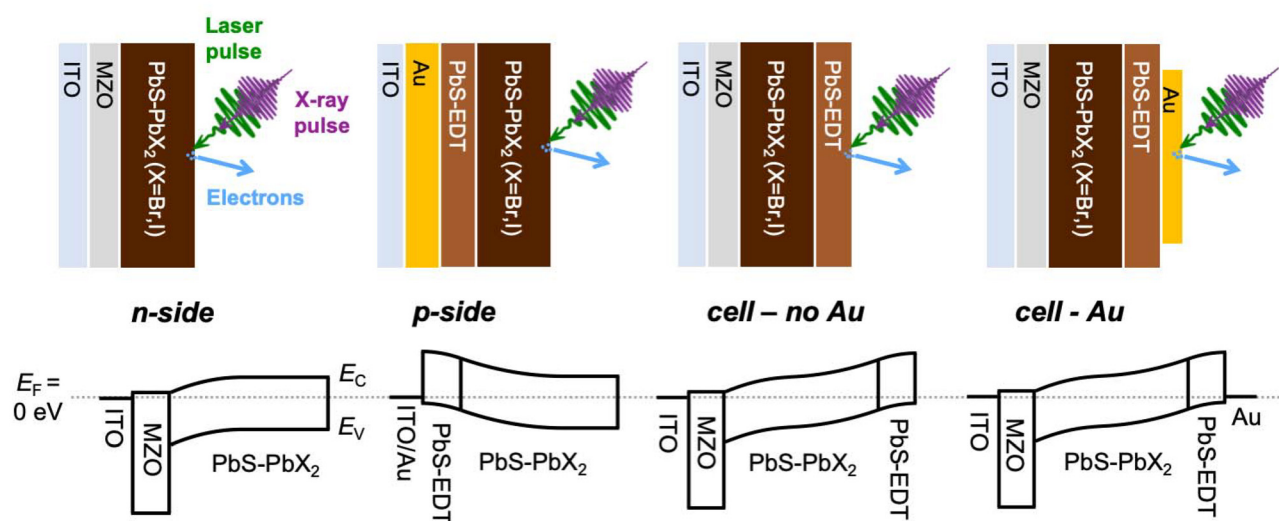 Laser
pulse
X-ray
pulse
Electrons
ITO
MZO
PbS-PbX₂ (X=Br,I)
ITO
Au
PbS-EDT
PbS-PbX₂ (X=Br,I)
ITO
MZO
PbS-PbX₂ (X=Br,I)
PbS-EDT
ITO
MZO
PbS-PbX₂ (X=Br,I)
PbS-EDT
Au
n-side
p-side
cell – no Au
cell - Au
E_F =
0 eV
ITO
MZO
PbS-PbX₂
E_C
E_V
ITO/Au
PbS-EDT
PbS-PbX₂
ITO
MZO
PbS-PbX₂
PbS-EDT
ITO
MZO
PbS-PbX₂
PbS-EDT
Au